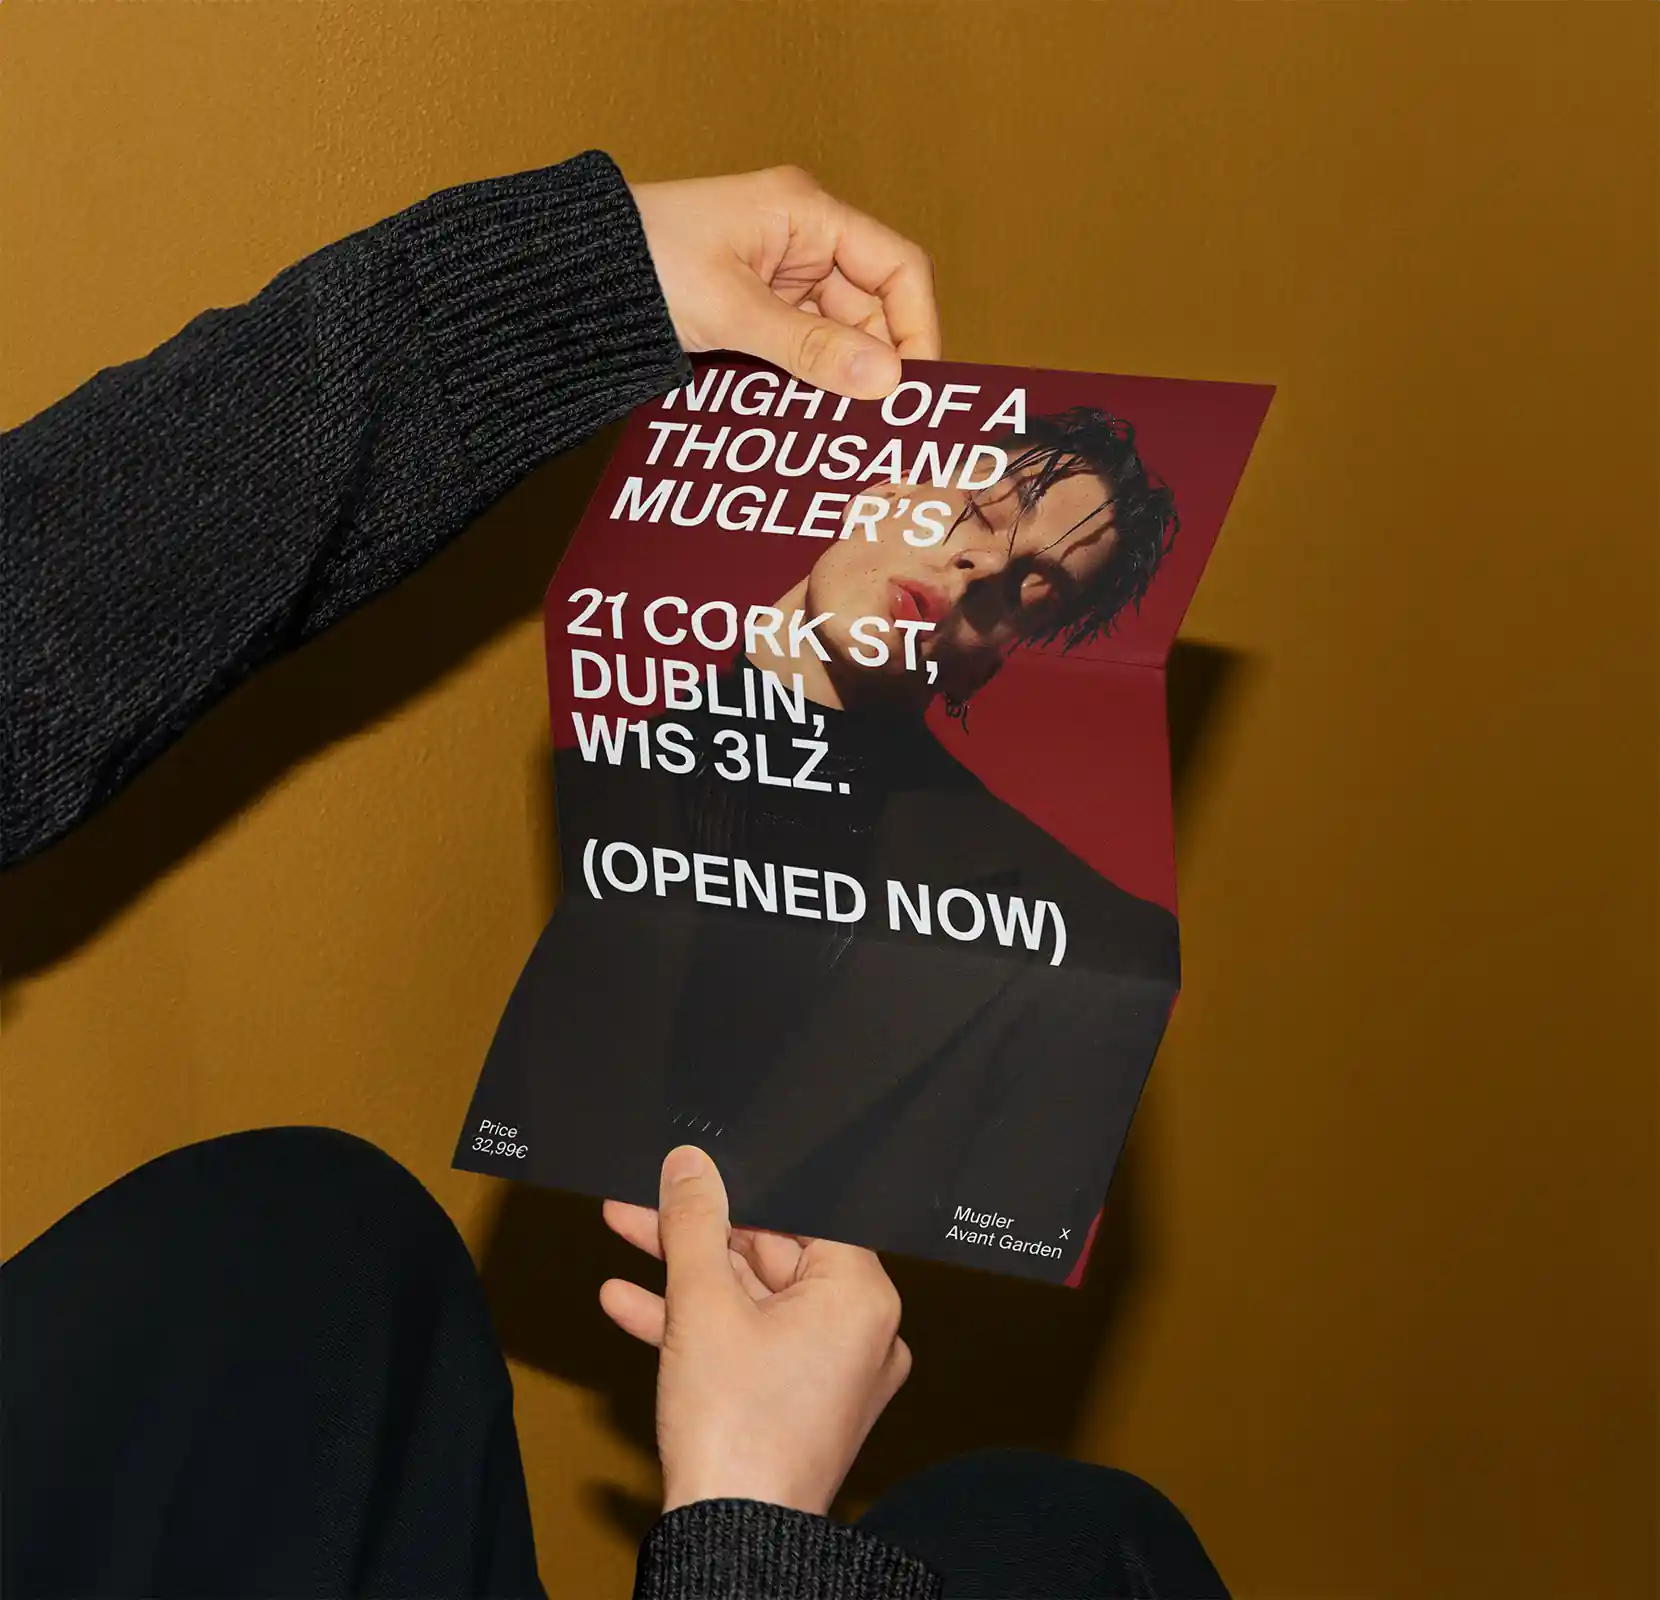 NIGHT OF A
THOUSAND
MUGLER’S
21 CORK ST,
DUBLIN,
W1S 3LZ.
(OPENED NOW)
Price
32,99€
Mugler x
Avant Garden